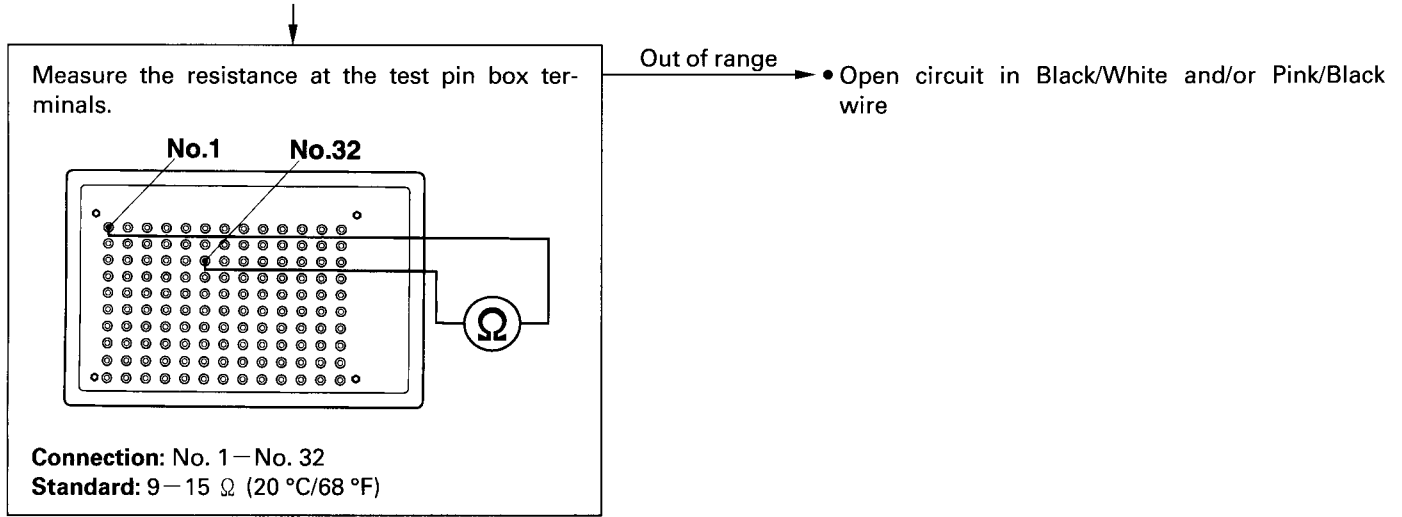 Measure the resistance at the test pin box ter-
minals.
No.1
No.32
Ω
Connection: No. 1－No. 32
Standard: 9－15 Ω (20 °C/68 °F)
Out of range
• Open circuit in Black/White and/or Pink/Black
wire